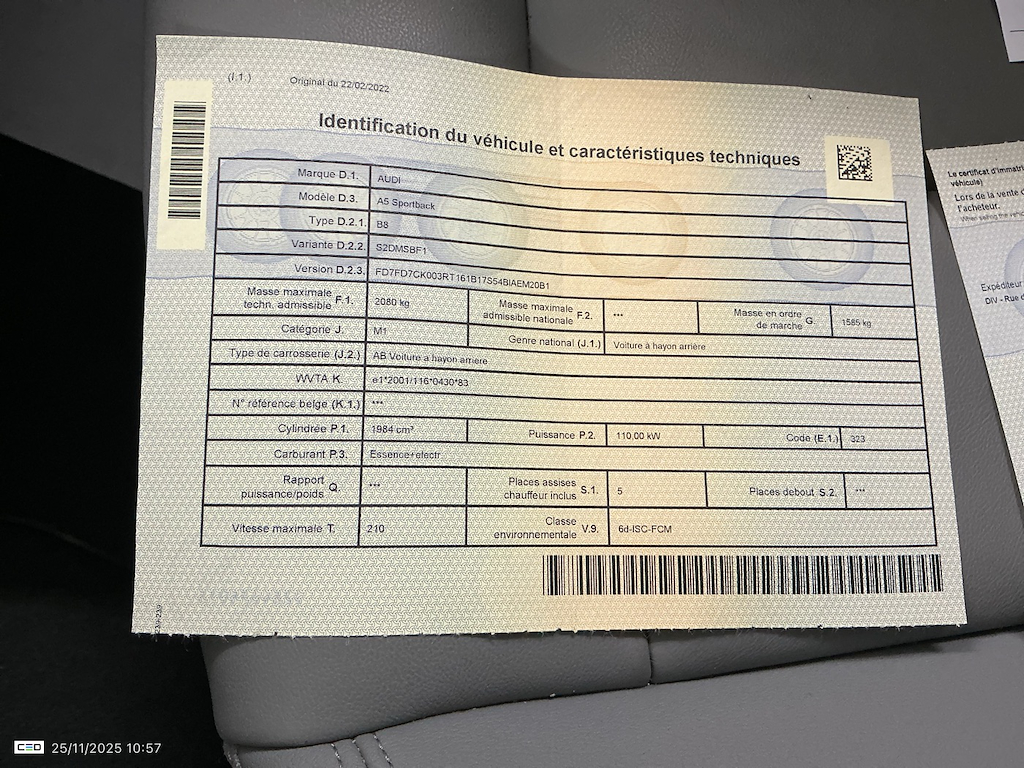 (I.1.) Original du 22/02/2022
Identification du véhicule et caractéristiques techniques
Marque D.1. AUDI
Modèle D.3. A5 Sportback
Type D.2.1. B8
Variante D.2.2. S2DMSBF1
Version D.2.3. FD7FD7CK003RT161B17S54BIAEM20B1
Masse maximale techn. admissible F.1. 2080 kg Masse maximale admissible nationale F.2. *** Masse en ordre de marche G. 1585 kg
Catégorie J. M1 Genre national (J.1.) Voiture à hayon arrière
Type de carrosserie (J.2.) AB Voiture à hayon arrière
WVTA K. e1*2001/116*0430*83
N° référence belge (K.1.) ***
Cylindrée P.1. 1984 cm³ Puissance P.2. 110,00 kW Code (E.1.) 323
Carburant P.3. Essence+electr.
Rapport puissance/poids Q. *** Places assises chauffeur inclus S.1. 5 Places debout S.2. ***
Vitesse maximale T. 210 Classe environnementale V.9. 6d-ISC-FCM
Le certificat d'immatri
véhicule)
Lors de la vente
l'acheteur.
When selling the
Expéditeur
DIV - Rue
CEO 25/11/2025 10:57